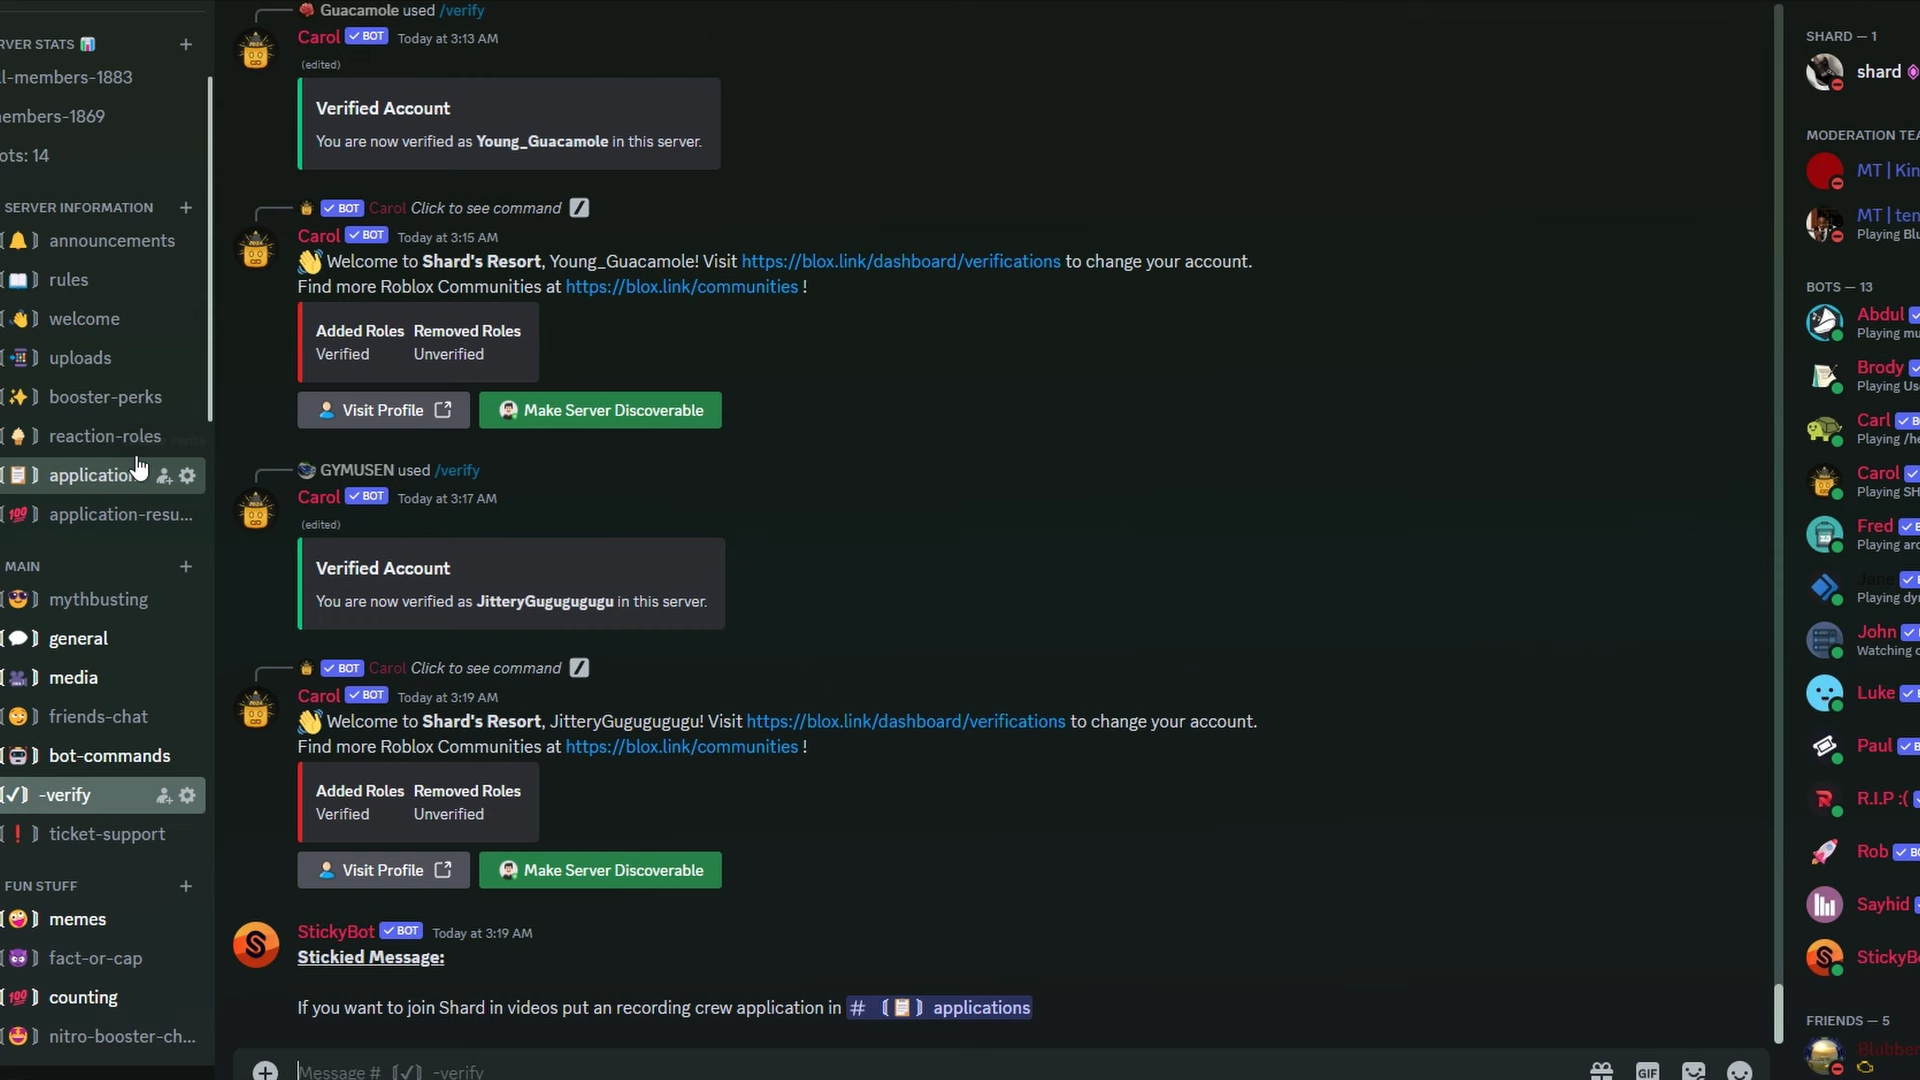 RVER STATS
l-members-1883
embers-1869
ots: 14
SERVER INFORMATION
announcements
rules
welcome
uploads
booster-perks
reaction-roles
application
application-resu...
MAIN
mythbusting
general
media
friends-chat
bot-commands
-verify
ticket-support
FUN STUFF
memes
fact-or-cap
counting
nitro-booster-ch...
Guacamole used /verify
Carol ✓ BOT Today at 3:13 AM
(edited)
Verified Account
You are now verified as Young_Guacamole in this server.
✓ BOT Carol Click to see command
Carol ✓ BOT Today at 3:15 AM
👋 Welcome to Shard's Resort, Young_Guacamole! Visit https://blox.link/dashboard/verifications to change your account.
Find more Roblox Communities at https://blox.link/communities !
Added Roles Removed Roles
Verified Unverified
Visit Profile Make Server Discoverable
GYMUSEN used /verify
Carol ✓ BOT Today at 3:17 AM
(edited)
Verified Account
You are now verified as JitteryGugugugugu in this server.
✓ BOT Carol Click to see command
Carol ✓ BOT Today at 3:19 AM
👋 Welcome to Shard's Resort, JitteryGugugugugu! Visit https://blox.link/dashboard/verifications to change your account.
Find more Roblox Communities at https://blox.link/communities !
Added Roles Removed Roles
Verified Unverified
Visit Profile Make Server Discoverable
StickyBot ✓ BOT Today at 3:19 AM
Stickied Message:
If you want to join Shard in videos put an recording crew application in # 【📋】 applications
Message # 【✓】 -verify
GIF
SHARD — 1
shard
MODERATION TEA
MT | Kin
MT | ten
Playing Blu
BOTS — 13
Abdul
Playing mu
Brody
Playing Use
Carl
Playing /he
Carol
Playing SH
Fred
Playing arc
Jane
Playing dyn
John
Watching c
Luke
Paul
R.I.P :(
Rob
Sayhid
StickyBo
FRIENDS — 5
Blubber